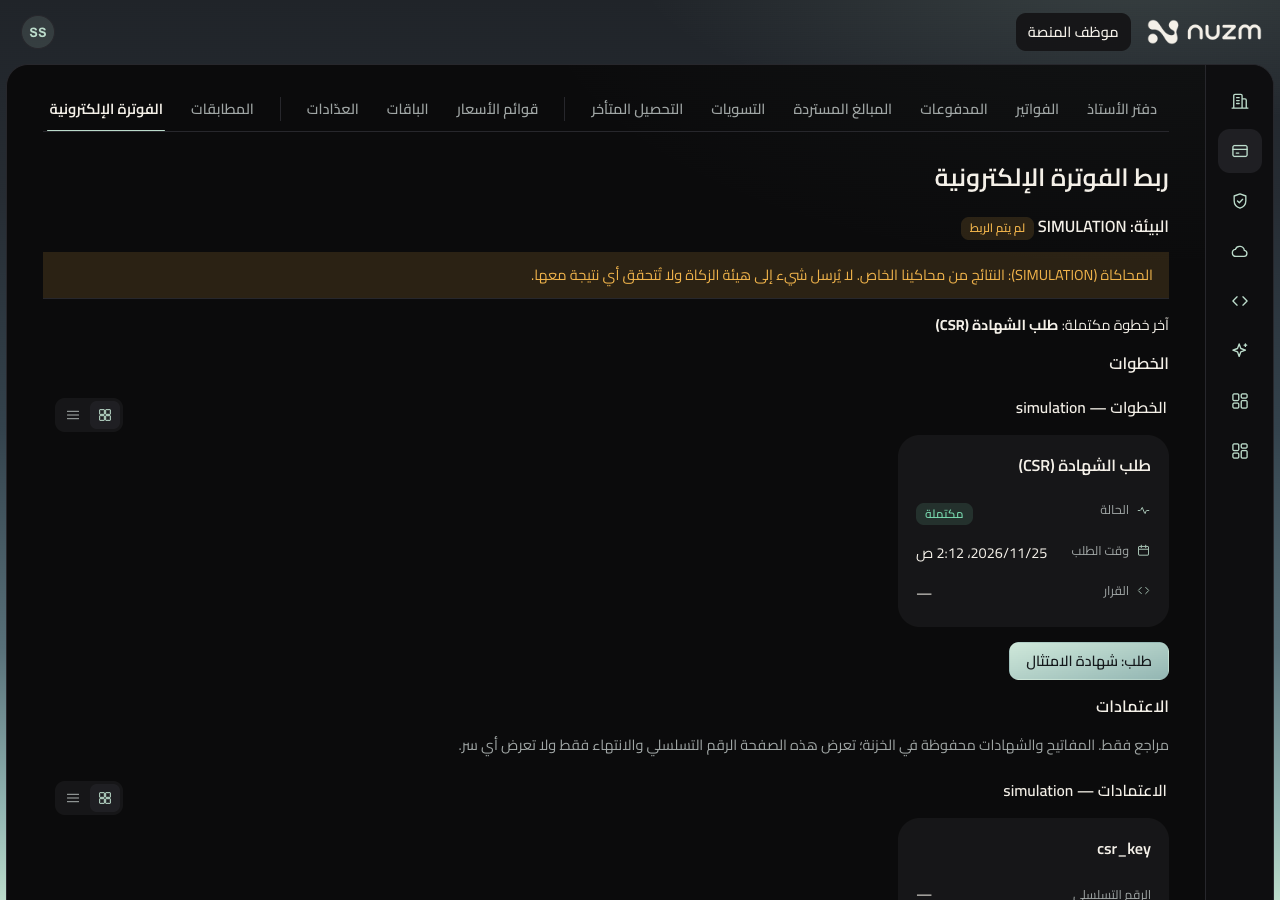 nuzm
موظف المنصة
SS
دفتر الأستاذ
الفواتير
المدفوعات
المبالغ المستردة
التسويات
التحصيل المتأخر
قوائم الأسعار
الباقات
العدّادات
المطابقات
الفوترة الإلكترونية
ربط الفوترة الإلكترونية
البيئة: SIMULATION لم يتم الربط
المحاكاة (SIMULATION): النتائج من محاكينا الخاص. لا يُرسل شيء إلى هيئة الزكاة ولا تُتحقق أي نتيجة معها.
آخر خطوة مكتملة: طلب الشهادة (CSR)
الخطوات
الخطوات — simulation
طلب الشهادة (CSR)
الحالة مكتملة
وقت الطلب 2026/11/25، 2:12 ص
القرار —
طلب: شهادة الامتثال
الاعتمادات
مراجع فقط. المفاتيح والشهادات محفوظة في الخزنة؛ تعرض هذه الصفحة الرقم التسلسلي والانتهاء فقط ولا تعرض أي سر.
الاعتمادات — simulation
csr_key
الرقم التسلسلي —